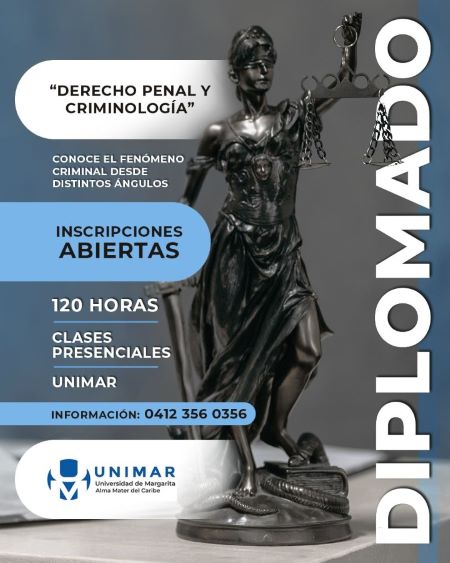 “DERECHO PENAL Y
CRIMINOLOGÍA”
CONOCE EL FENÓMENO
CRIMINAL DESDE
DISTINTOS ÁNGULOS
INSCRIPCIONES
ABIERTAS
120 HORAS
CLASES
PRESENCIALES
UNIMAR
INFORMACIÓN: 0412 356 0356
UNIMAR
Universidad de Margarita
Alma Mater del Caribe
DIPLOMADO